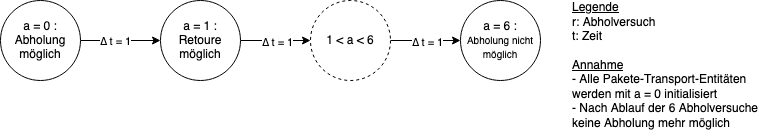 a = 0 :
Abholung
möglich
Δ t = 1
a = 1 :
Retoure
möglich
Δ t = 1
1 < a < 6
Δ t = 1
a = 6 :
Abholung nicht
möglich
Legende
r: Abholversuch
t: Zeit
Annahme
- Alle Pakete-Transport-Entitäten
werden mit a = 0 initialisiert
- Nach Ablauf der 6 Abholversuche
keine Abholung mehr möglich